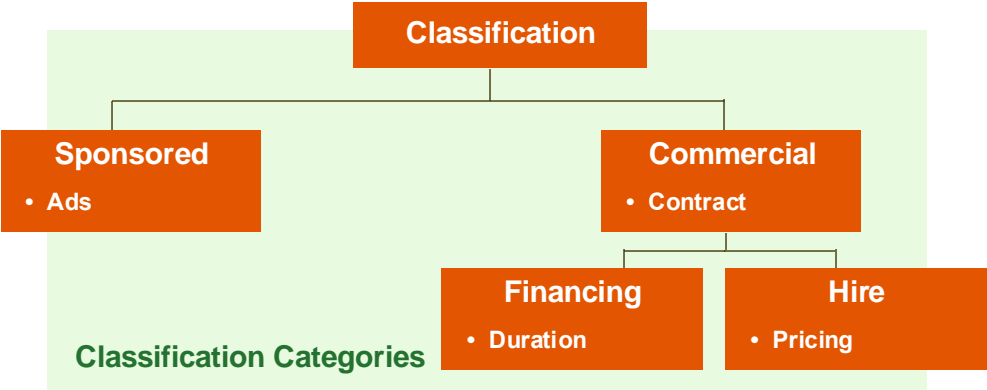 Classification
Sponsored
• Ads
Commercial
• Contract
Financing
• Duration
Hire
• Pricing
Classification Categories